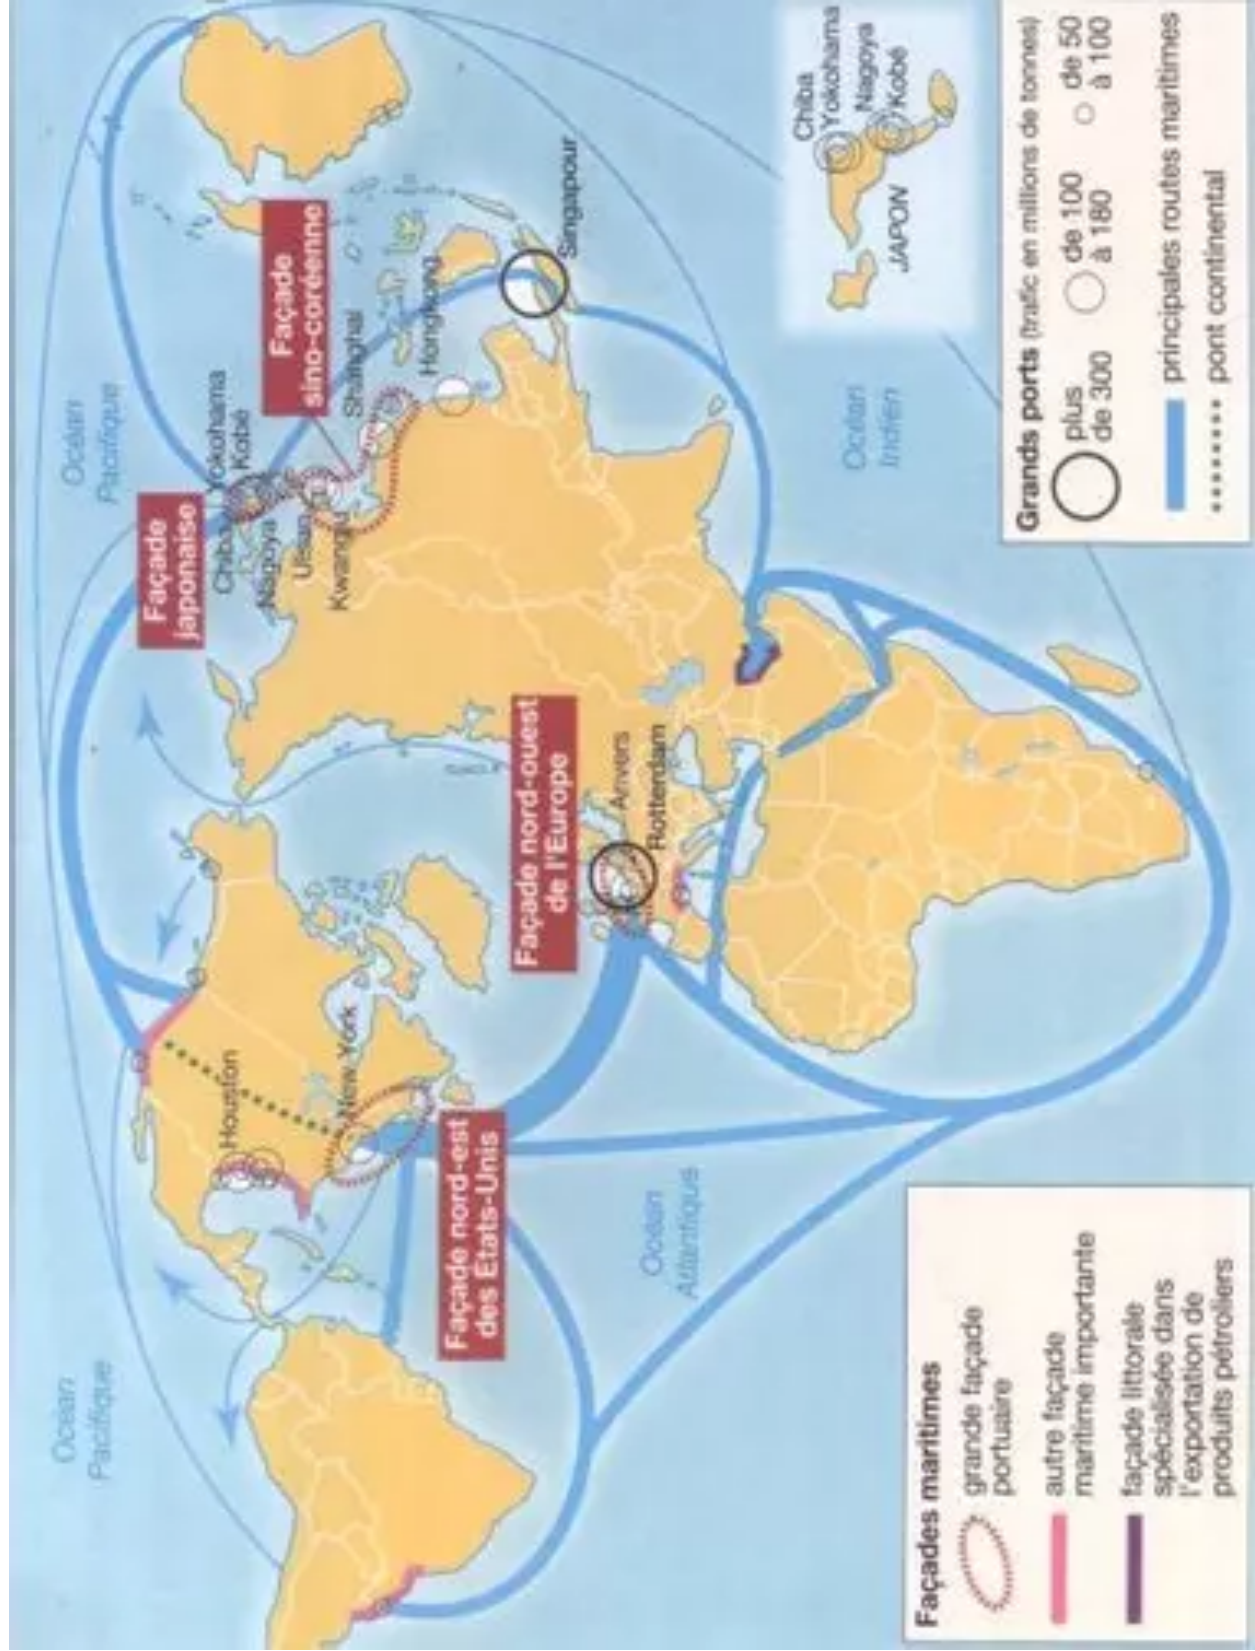 Océan
Pacifique
Océan
Pacifique
Océan
Atlantique
Océan
Indien
Façade nord-est
des Etats-Unis
Façade nord-ouest
de l'Europe
Façade
japonaise
Façade
sino-coréenne
Houston
New York
Anvers
Rotterdam
Yokohama
Kobé
Chiba
Nagoya
Ulsan
Kwangju
Shanghaï
Hongkong
Singapour
Chiba
Yokohama
Nagoya
Kobé
JAPON
Façades maritimes
grande façade
portuaire
autre façade
maritime importante
façade littorale
spécialisée dans
l'exportation de
produits pétroliers
Grands ports (trafic en millions de tonnes)
plus
de 300
de 100
à 180
de 50
à 100
principales routes maritimes
pont continental